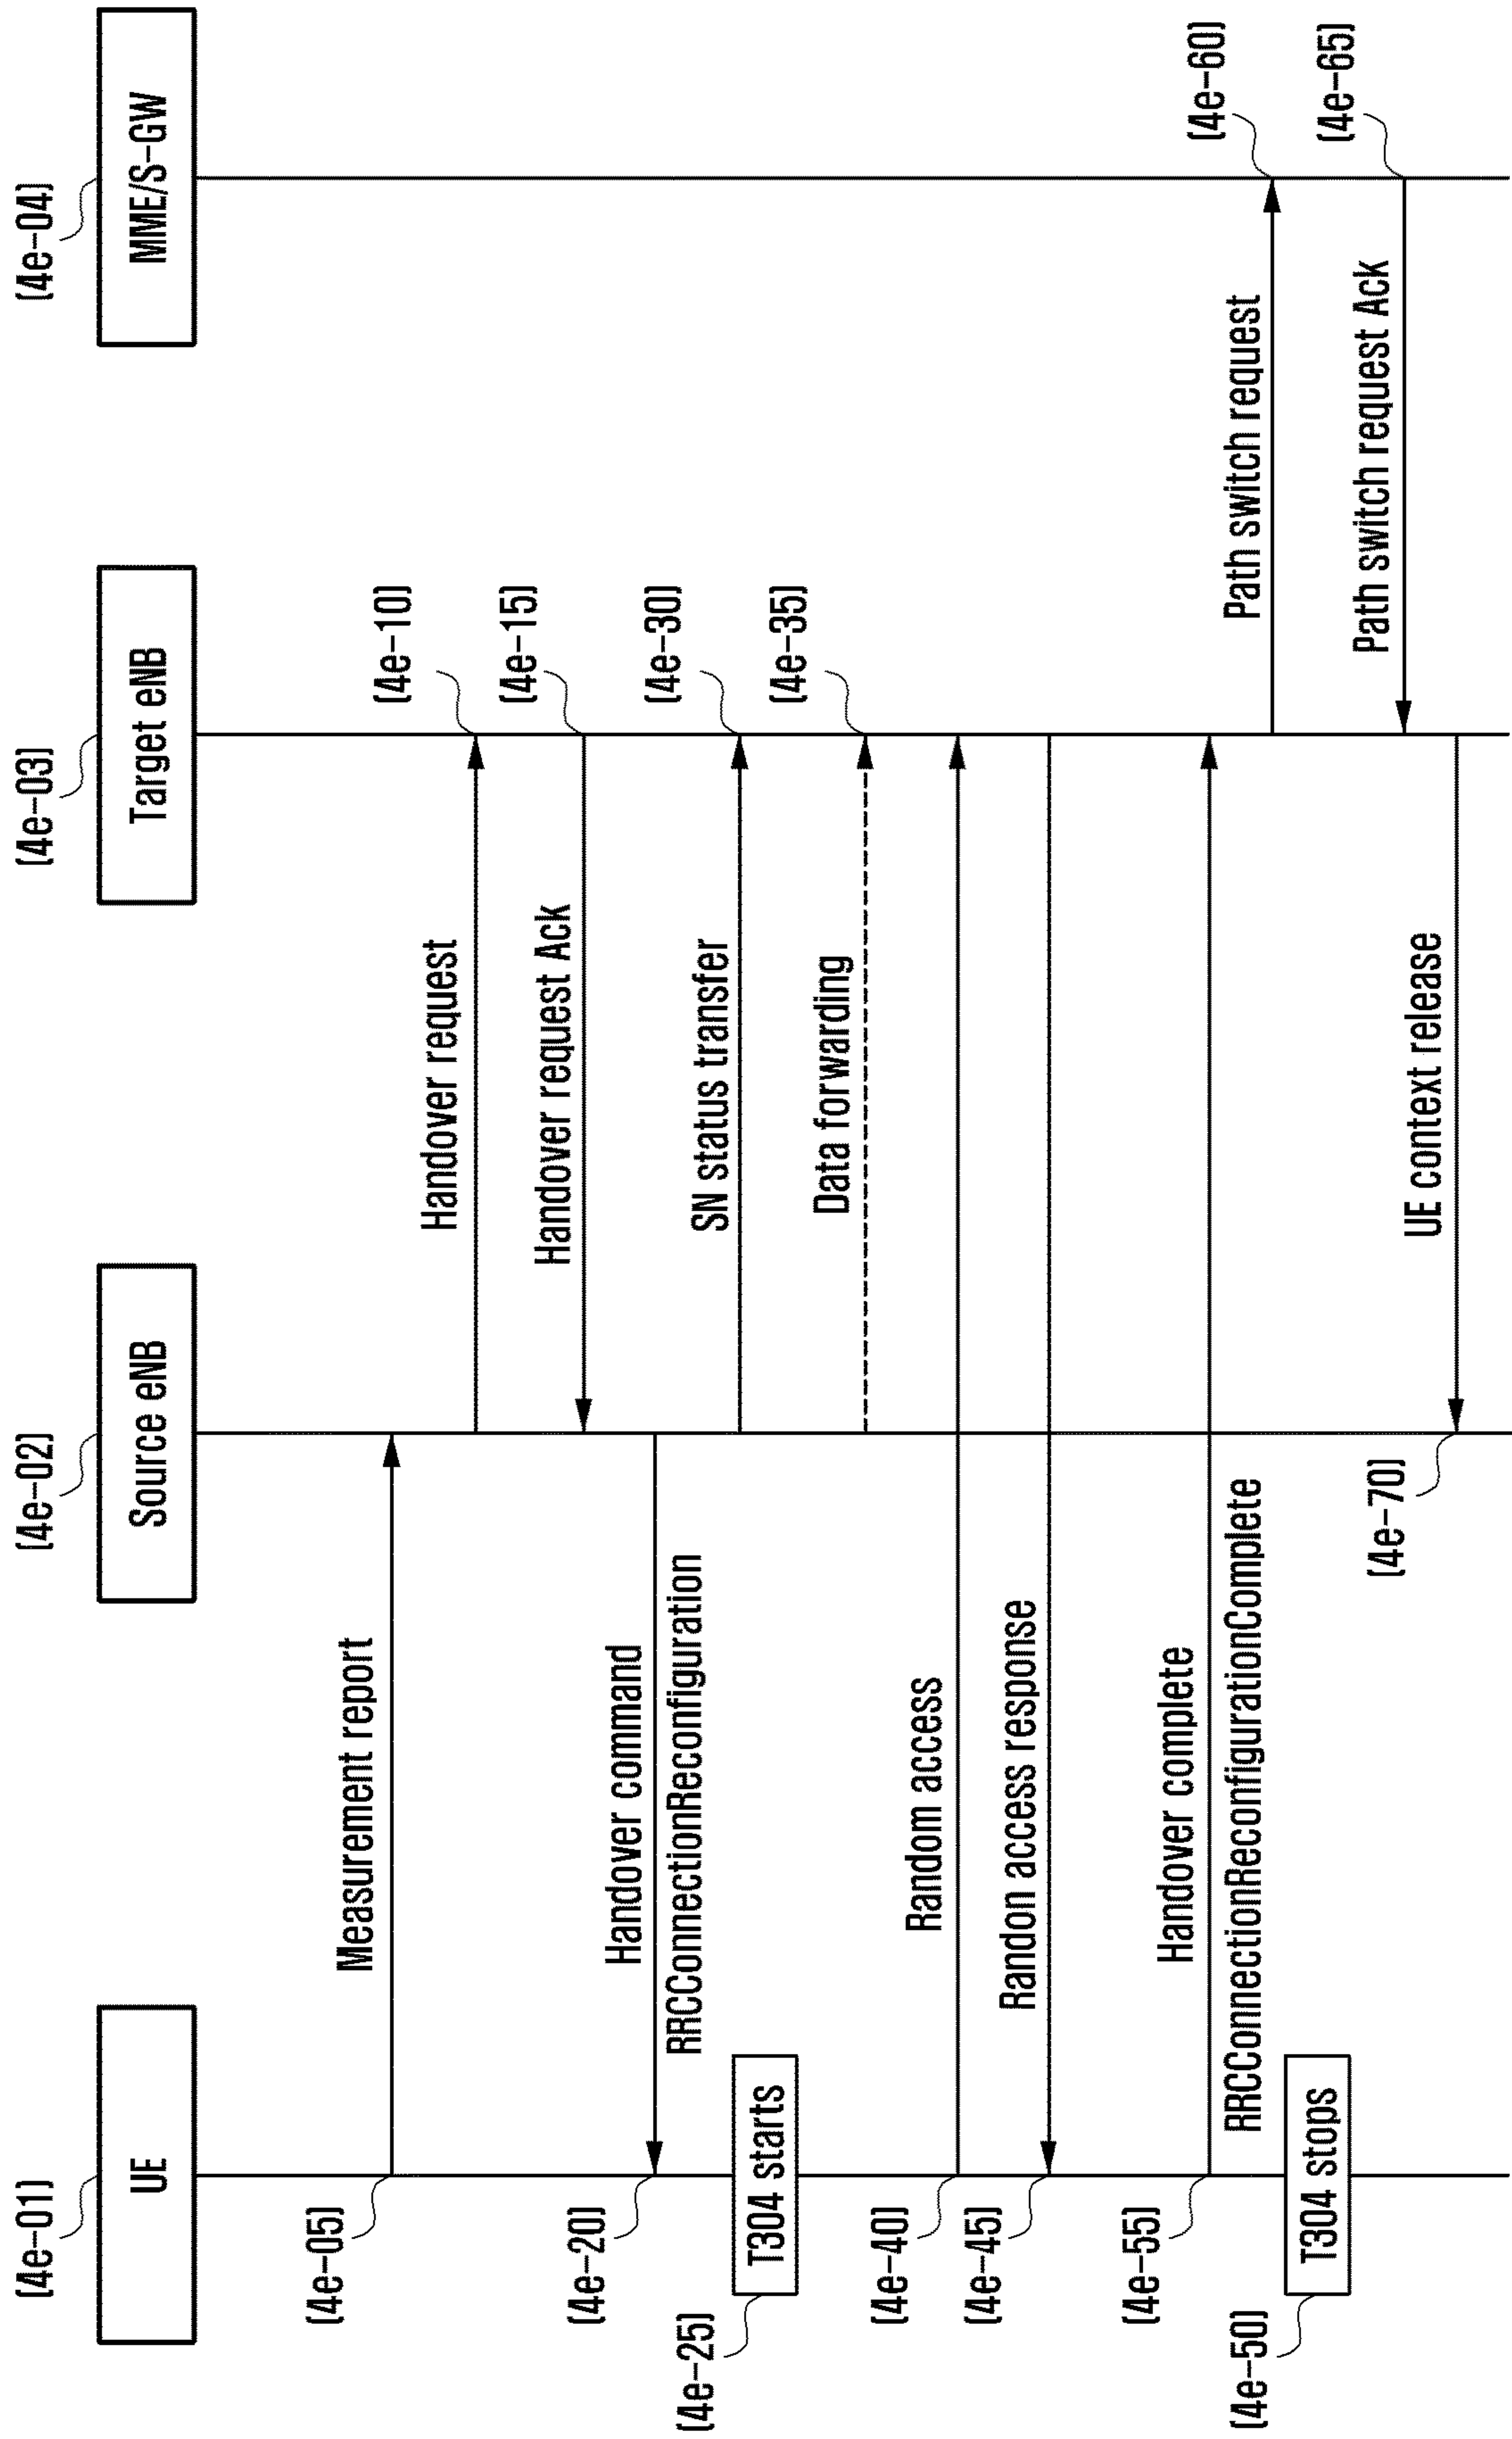 (4e-01)
(4e-02)
(4e-03)
(4e-04)
UE
Source eNB
Target eNB
MME/S-GW
(4e-05)
Measurement report
Handover request
(4e-10)
Handover request Ack
(4e-15)
(4e-20)
Handover command
RRCConnectionReconfiguration
(4e-25)
T304 starts
SN status transfer
(4e-30)
Data forwarding
(4e-35)
(4e-40)
Random access
(4e-45)
Randon access response
(4e-55)
Handover complete
RRCConnectionReconfigurationComplete
(4e-50)
T304 stops
Path switch request
(4e-60)
Path switch request Ack
(4e-65)
UE context release
(4e-70)